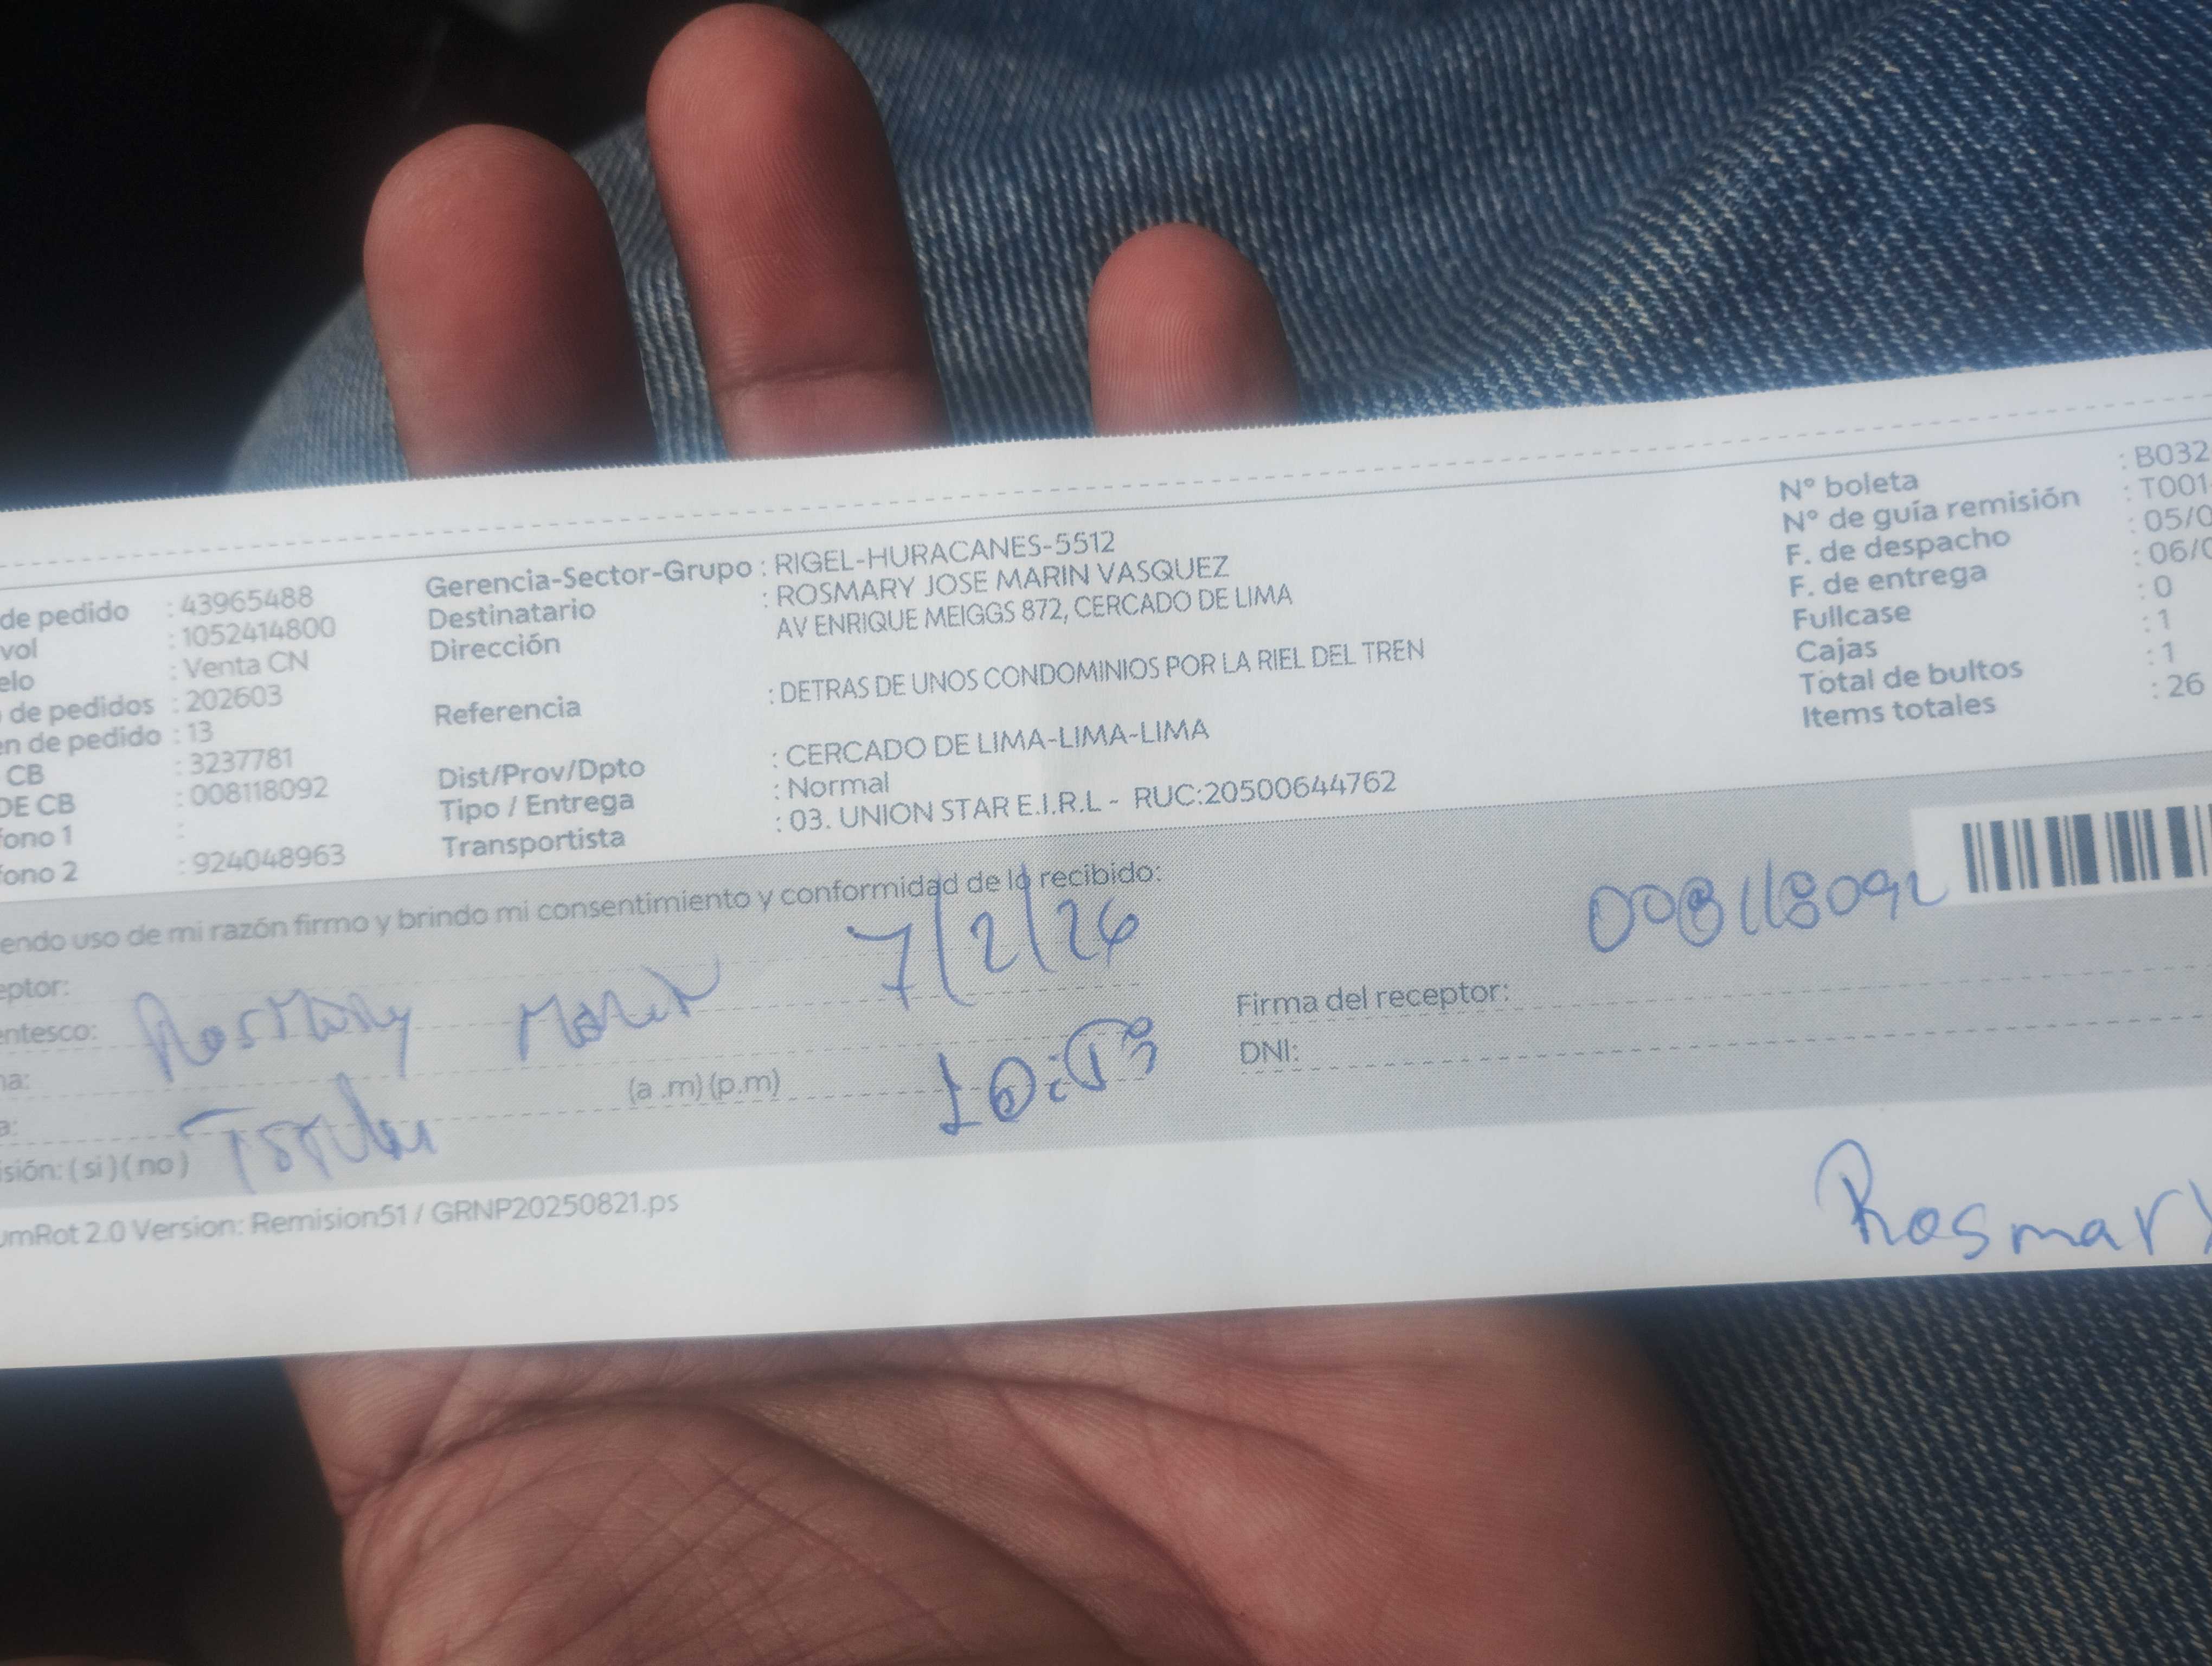 de pedido : 43965488
vol : 1052414800
elo : Venta CN
de pedidos : 202603
en de pedido : 13
CB : 3237781
DE CB : 008118092
fono 1 :
fono 2 : 924048963
Gerencia-Sector-Grupo : RIGEL-HURACANES-5512
Destinatario : ROSMARY JOSE MARIN VASQUEZ
Dirección AV ENRIQUE MEIGGS 872, CERCADO DE LIMA
Referencia : DETRAS DE UNOS CONDOMINIOS POR LA RIEL DEL TREN
Dist/Prov/Dpto : CERCADO DE LIMA-LIMA-LIMA
Tipo / Entrega : Normal
Transportista : 03. UNION STAR E.I.R.L - RUC:20500644762
N° boleta : B032
N° de guía remisión : T001-
F. de despacho : 05/0
F. de entrega : 06/0
Fullcase : 0
Cajas : 1
Total de bultos : 1
Items totales : 26
endo uso de mi razón firmo y brindo mi consentimiento y conformidad de lo recibido:
eptor:
entesco: Rosmary Marin 7/2/26
na:
a: (a .m) (p.m)
isión: ( si ) ( no )
008118092
Firma del receptor:
DNI:
umRot 2.0 Version: Remision51 / GRNP20250821.ps
Rosmary